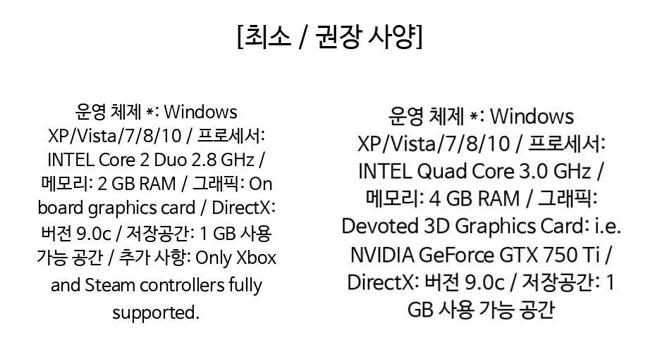 [최소 / 권장 사양]
운영 체제 *: Windows
XP/Vista/7/8/10 / 프로세서:
INTEL Core 2 Duo 2.8 GHz /
메모리: 2 GB RAM / 그래픽: On
board graphics card / DirectX:
버전 9.0c / 저장공간: 1 GB 사용
가능 공간 / 추가 사항: Only Xbox
and Steam controllers fully
supported.
운영 체제 *: Windows
XP/Vista/7/8/10 / 프로세서:
INTEL Quad Core 3.0 GHz /
메모리: 4 GB RAM / 그래픽:
Devoted 3D Graphics Card: i.e.
NVIDIA GeForce GTX 750 Ti /
DirectX: 버전 9.0c / 저장공간: 1
GB 사용 가능 공간